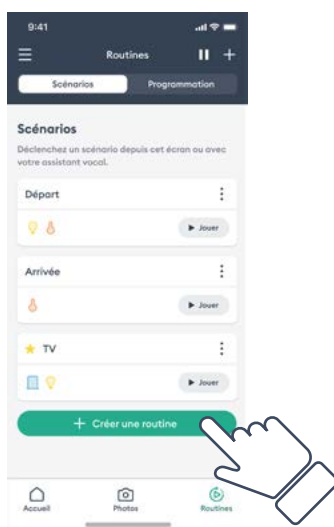 9:41
Routines
Scénarios Programmation
Scénarios
Déclenchez un scénario depuis cet écran ou avec
votre assistant vocal.
Départ
Jouer
Arrivée
Jouer
TV
Jouer
+ Créer une routine
Accueil Photos Routines